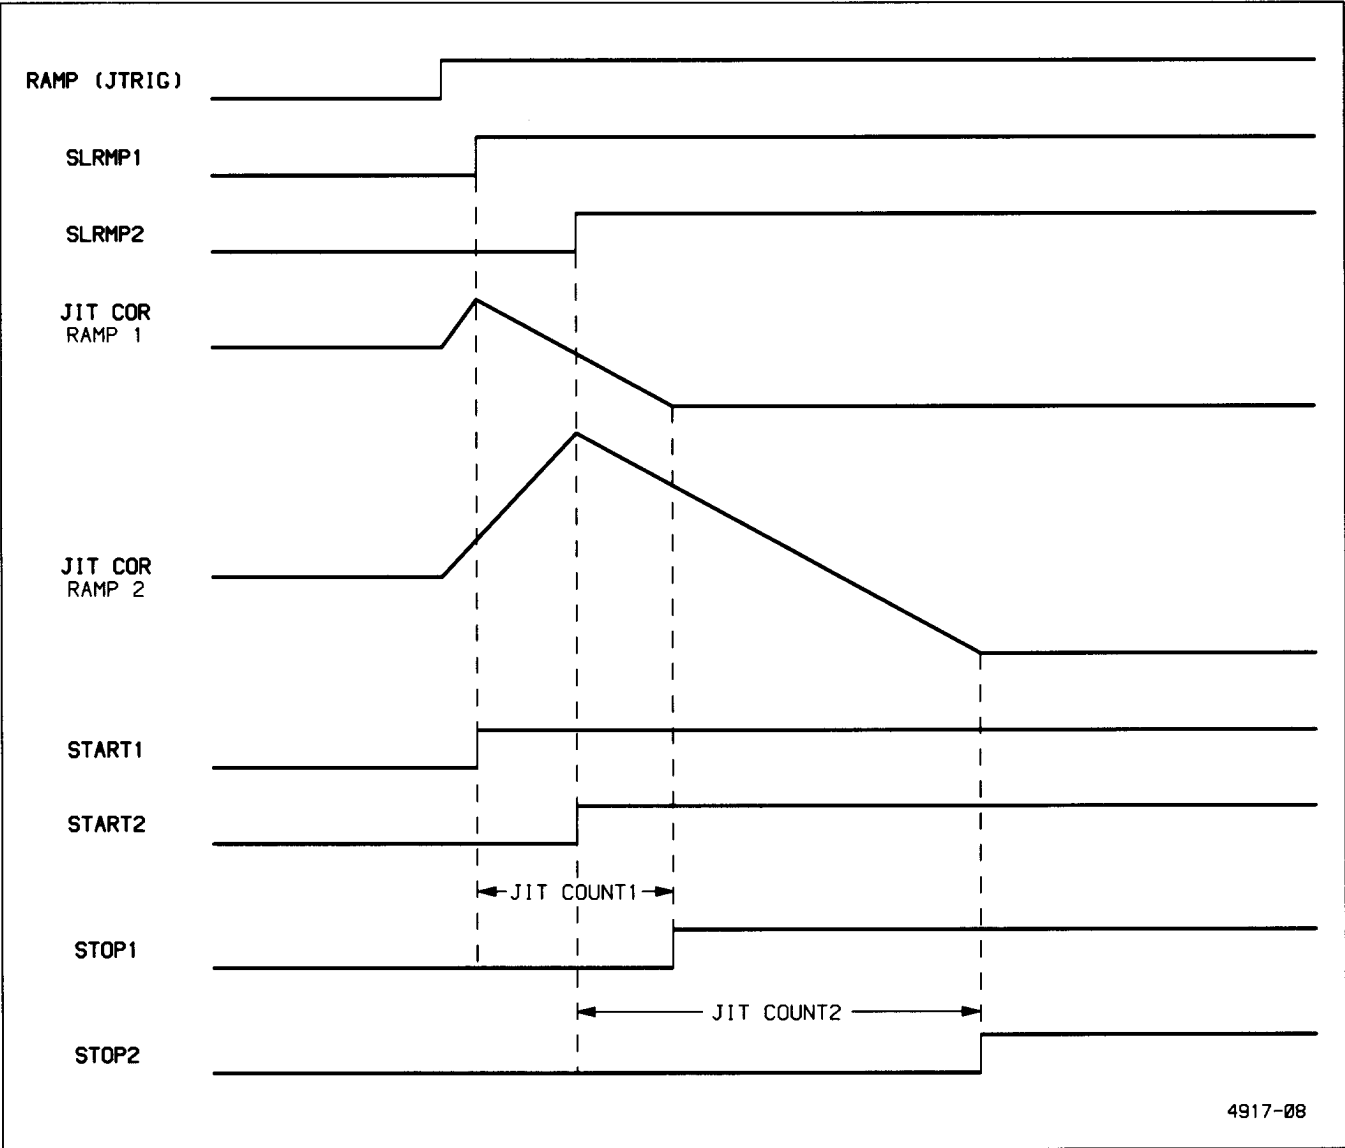 RAMP (JTRIG)
SLRMP1
SLRMP2
JIT COR
RAMP 1
JIT COR
RAMP 2
START1
START2
JIT COUNT1
STOP1
JIT COUNT2
STOP2
4917-08